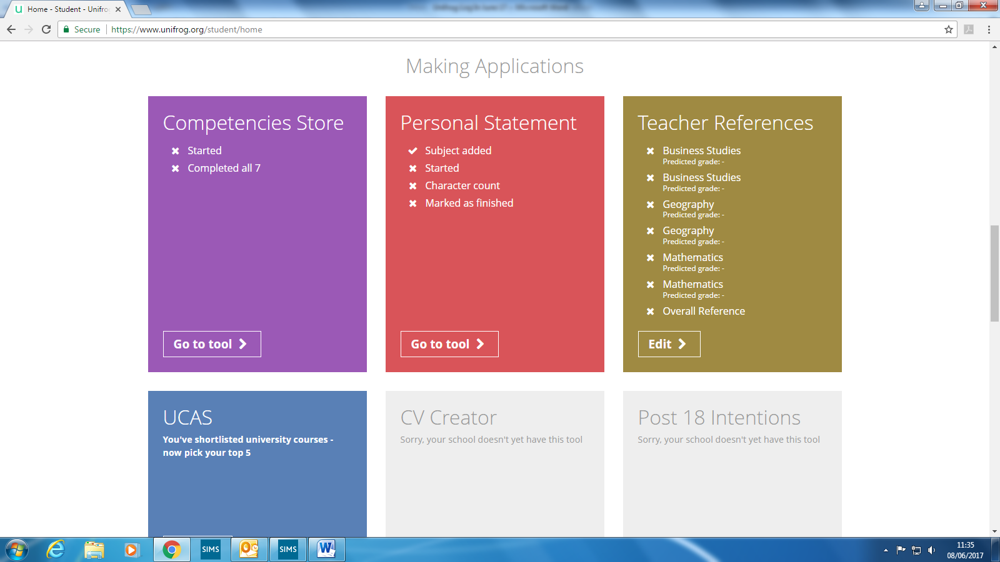 Home - Student - Unifro
Secure
https://www.unifrog.org/student/home
Making Applications
Competencies Store
Started
Completed all 7
Go to tool
Personal Statement
Subject added
Started
Character count
Marked as finished
Go to tool
Teacher References
Business Studies
Predicted grade: -
Business Studies
Predicted grade: -
Geography
Predicted grade: -
Geography
Predicted grade: -
Mathematics
Predicted grade: -
Mathematics
Predicted grade: -
Overall Reference
Edit
UCAS
You've shortlisted university courses -
now pick your top 5
CV Creator
Sorry, your school doesn't yet have this tool
Post 18 Intentions
Sorry, your school doesn't yet have this tool
SIMS
SIMS
11:35
08/06/2017